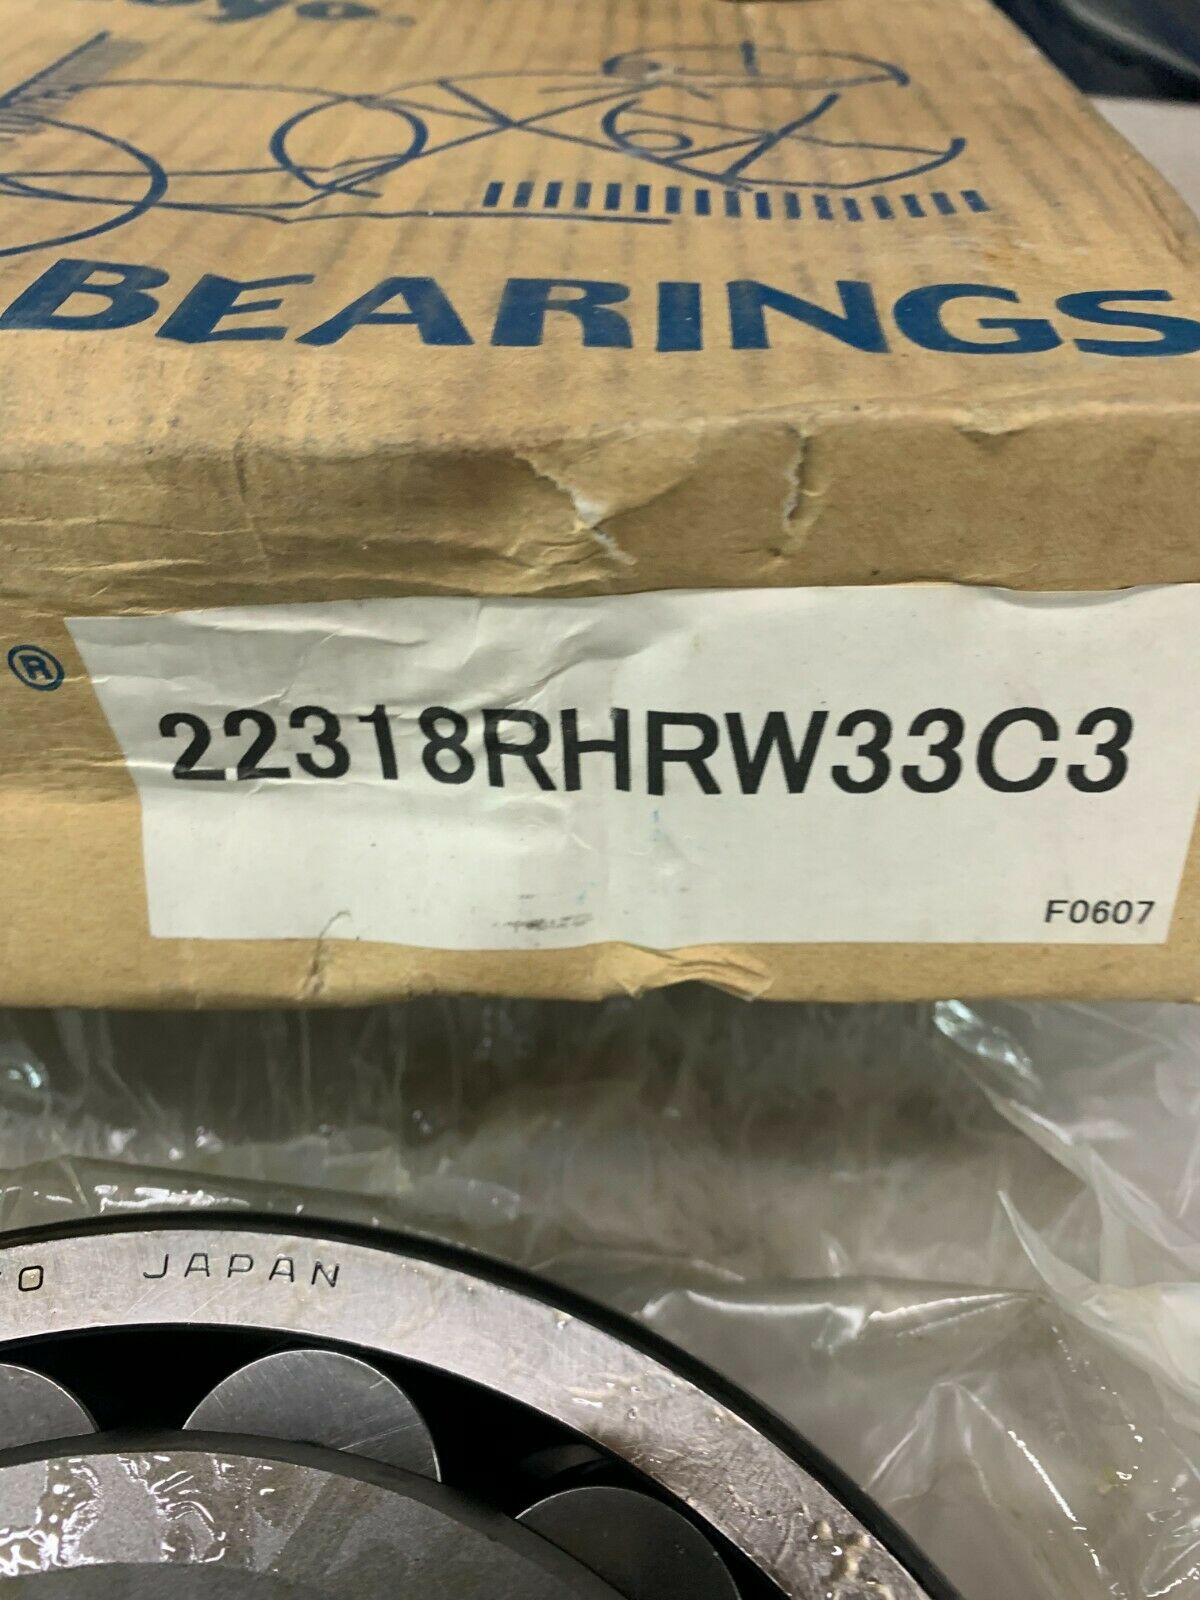 BEARINGS
®
22318RHRW33C3
F0607
JAPAN